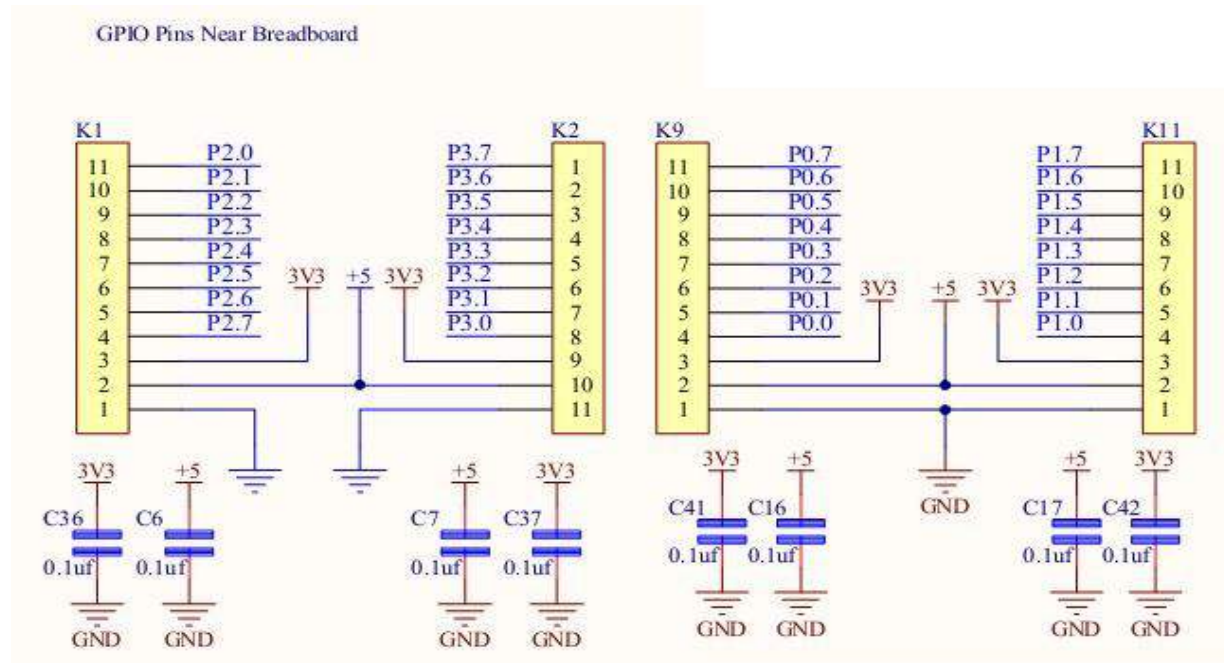 GPIO Pins Near Breadboard
K1 K2 K9 K11
11 P2.0 P3.7 1 11 P0.7 P1.7 11
10 P2.1 P3.6 2 10 P0.6 P1.6 10
9 P2.2 P3.5 3 9 P0.5 P1.5 9
8 P2.3 P3.4 4 8 P0.4 P1.4 8
7 P2.4 P3.3 5 7 P0.3 P1.3 7
6 P2.5 3V3 +5 3V3 P3.2 6 6 P0.2 3V3 +5 3V3 P1.2 6
5 P2.6 P3.1 7 5 P0.1 P1.1 5
4 P2.7 P3.0 8 4 P0.0 P1.0 4
3 9 3 3
2 10 2 2
1 11 1 1
3V3 +5 +5 3V3 3V3 +5 GND +5 3V3
C36 C6 C7 C37 C41 C16 C17 C42
0.1uf 0.1uf 0.1uf 0.1uf 0.1uf 0.1uf 0.1uf 0.1uf
GND GND GND GND GND GND GND GND